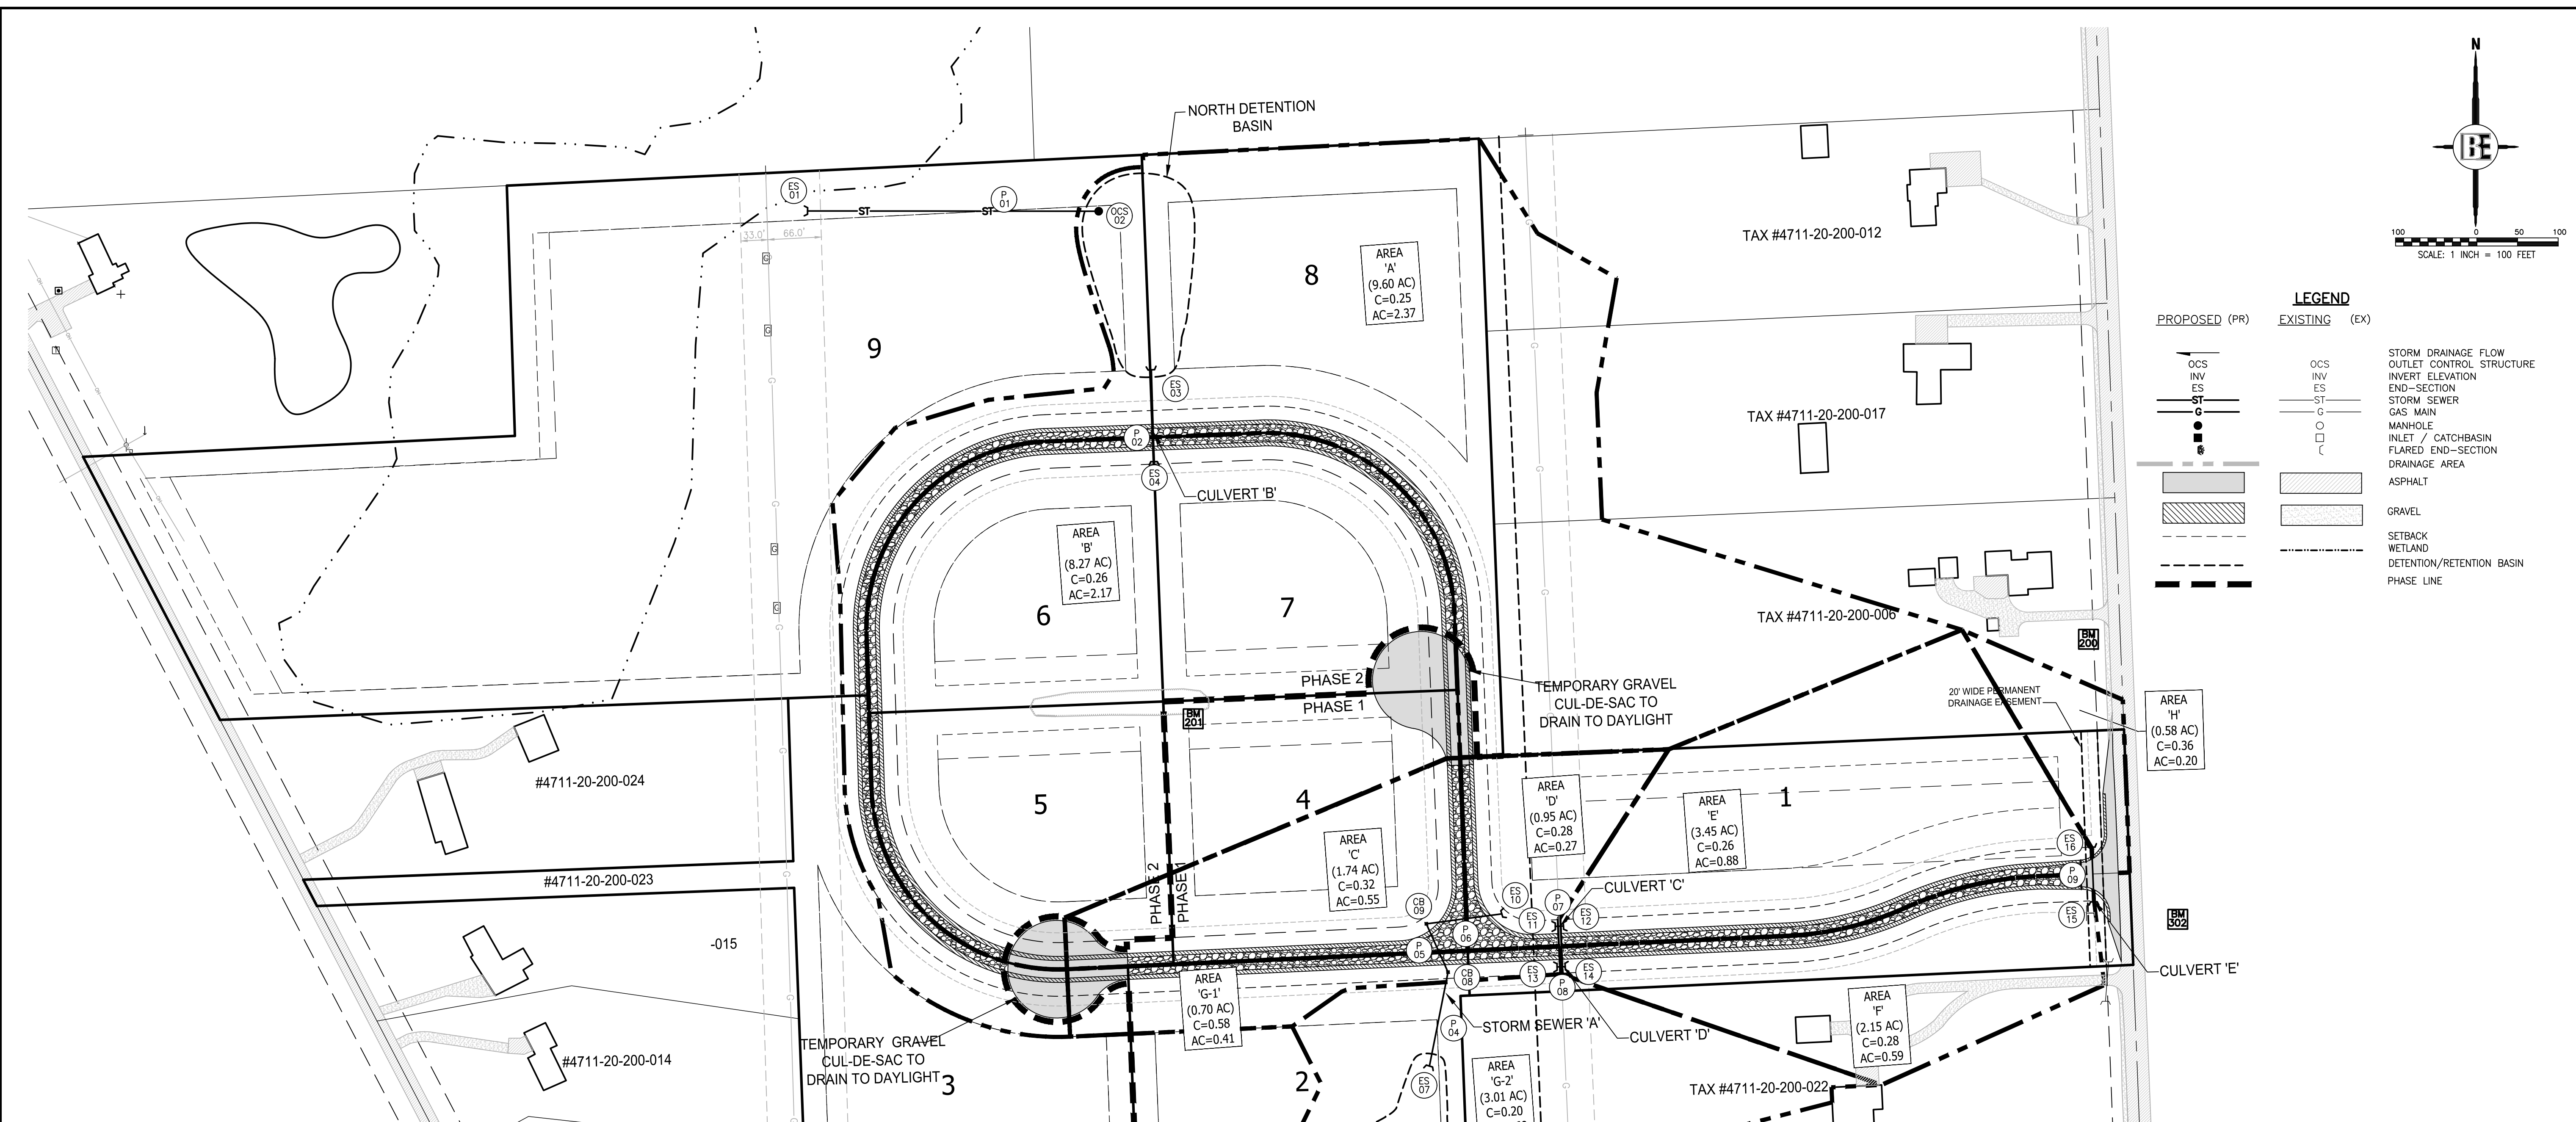 N
BE
100
0
50
100
SCALE: 1 INCH = 100 FEET
LEGEND
PROPOSED (PR)
EXISTING (EX)
STORM DRAINAGE FLOW
OCS
OCS
OUTLET CONTROL STRUCTURE
INV
INV
INVERT ELEVATION
ES
ES
END-SECTION
ST
ST
STORM SEWER
G
G
GAS MAIN
MANHOLE
INLET / CATCHBASIN
FLARED END-SECTION
DRAINAGE AREA
ASPHALT
GRAVEL
SETBACK
WETLAND
DETENTION/RETENTION BASIN
PHASE LINE
NORTH DETENTION
BASIN
ES
01
ST
P
01
ST
OCS
02
33.0'
66.0'
G
G
G
G
G
G
G
G
G
9
8
AREA
'A'
(9.60 AC)
C=0.25
AC=2.37
TAX #4711-20-200-012
TAX #4711-20-200-017
TAX #4711-20-200-006
ES
03
P
02
ES
04
CULVERT 'B'
AREA
'B'
(8.27 AC)
C=0.26
AC=2.17
6
7
PHASE 2
PHASE 1
BM
201
TEMPORARY GRAVEL
CUL-DE-SAC TO
DRAIN TO DAYLIGHT
20' WIDE PERMANENT
DRAINAGE EASEMENT
BM
200
AREA
'H'
(0.58 AC)
C=0.36
AC=0.20
#4711-20-200-024
#4711-20-200-023
-015
#4711-20-200-014
5
4
1
PHASE 2
PHASE 1
AREA
'C'
(1.74 AC)
C=0.32
AC=0.55
AREA
'D'
(0.95 AC)
C=0.28
AC=0.27
AREA
'E'
(3.45 AC)
C=0.26
AC=0.88
CULVERT 'C'
CB
09
ES
10
ES
11
P
07
ES
12
P
05
P
06
CB
08
ES
13
P
08
ES
14
ES
16
P
09
ES
15
BM
302
CULVERT 'E'
CULVERT 'D'
P
04
STORM SEWER 'A'
ES
07
AREA
'G-1'
(0.70 AC)
C=0.58
AC=0.41
AREA
'F'
(2.15 AC)
C=0.28
AC=0.59
AREA
'G-2'
(3.01 AC)
C=0.20
TEMPORARY GRAVEL
CUL-DE-SAC TO
DRAIN TO DAYLIGHT
3
2
TAX #4711-20-200-022